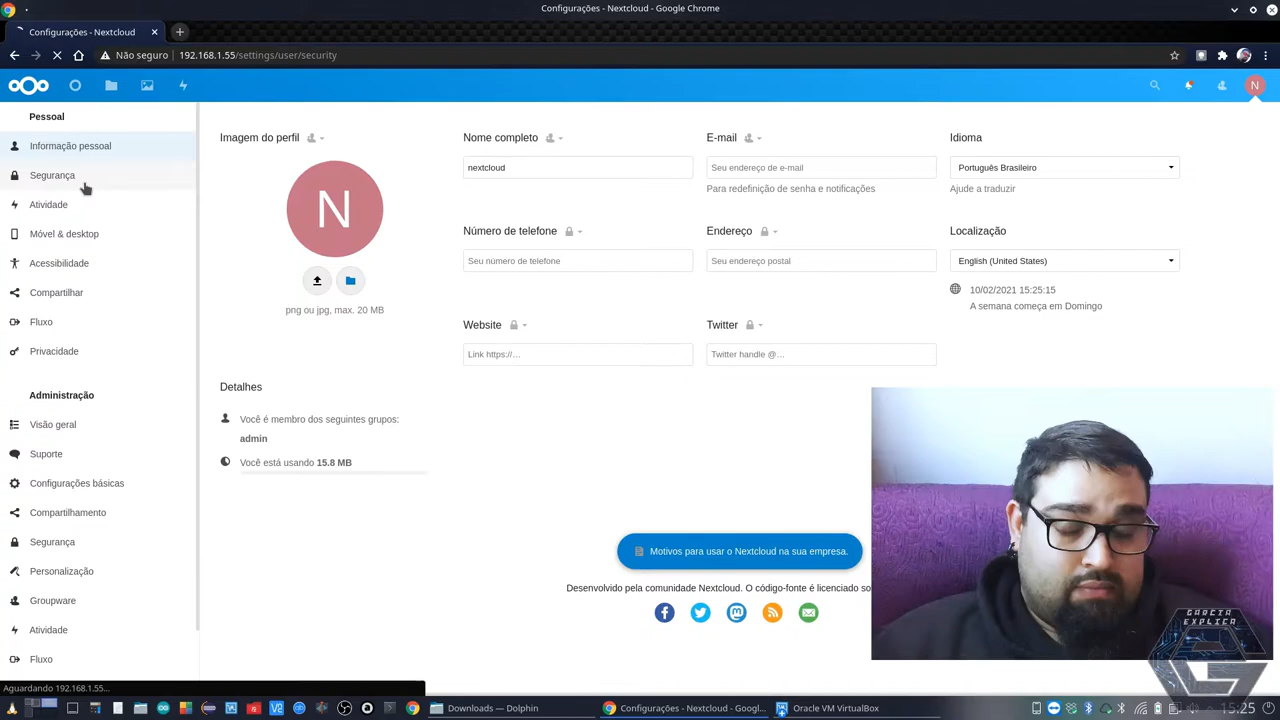 Configurações - Nextcloud - Google Chrome
Configurações - Nextcloud
Não seguro
192.168.1.55/settings/user/security
N
Pessoal
Informação pessoal
Segurança
Atividade
Móvel & desktop
Acessibilidade
Compartilhar
Fluxo
Privacidade
Administração
Visão geral
Suporte
Configurações básicas
Compartilhamento
Segurança
Personalização
Groupware
Atividade
Fluxo
Imagem do perfil
N
png ou jpg, max. 20 MB
Detalhes
Você é membro dos seguintes grupos:
admin
Você está usando 15.8 MB
Nome completo
nextcloud
E-mail
Seu endereço de e-mail
Para redefinição de senha e notificações
Idioma
Português Brasileiro
Ajude a traduzir
Número de telefone
Seu número de telefone
Endereço
Seu endereço postal
Localização
English (United States)
10/02/2021 15:25:15
A semana começa em Domingo
Website
Link https://…
Twitter
Twitter handle @…
Motivos para usar o Nextcloud na sua empresa.
Desenvolvido pela comunidade Nextcloud. O código-fonte é licenciado so
GARCIA
EXPLICA
Aguardando 192.168.1.55...
Downloads — Dolphin
Configurações - Nextcloud - Googl...
Oracle VM VirtualBox
15:25